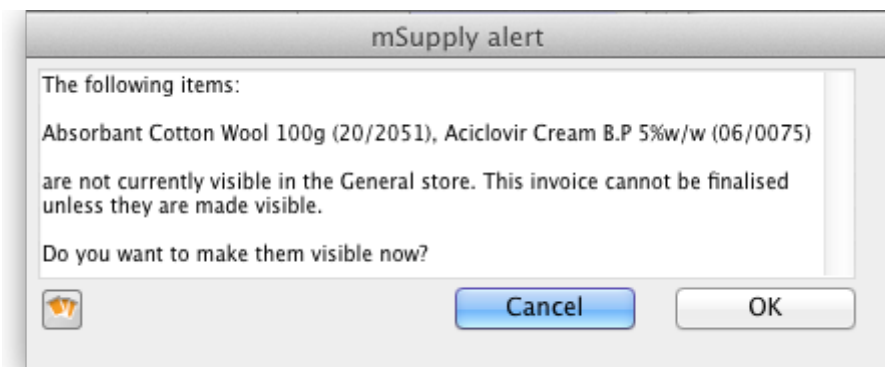 mSupply alert
The following items:
Absorbant Cotton Wool 100g (20/2051), Aciclovir Cream B.P 5%w/w (06/0075)
are not currently visible in the General store. This invoice cannot be finalised
unless they are made visible.
Do you want to make them visible now?
Cancel
OK